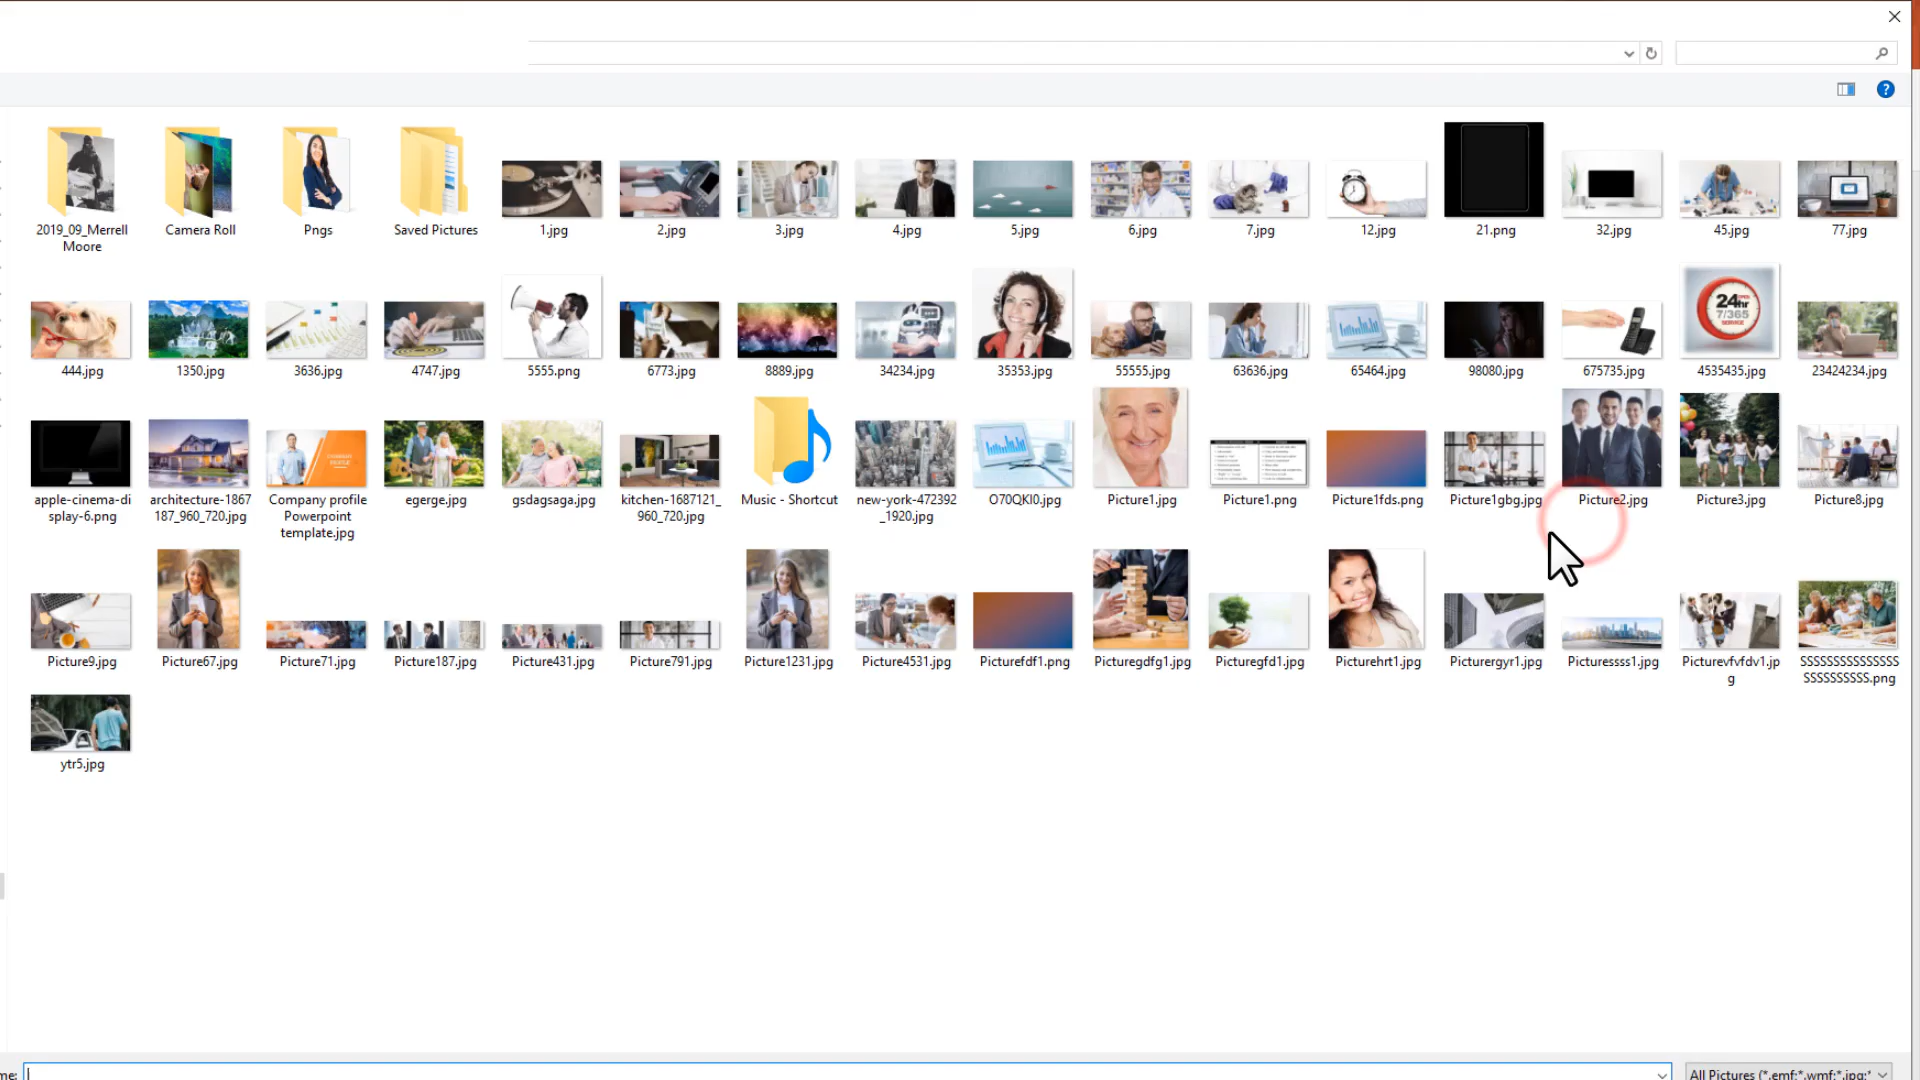 ?
2019_09_Merrell
Moore
Camera Roll
Pngs
Saved Pictures
1.jpg
2.jpg
3.jpg
4.jpg
5.jpg
6.jpg
7.jpg
12.jpg
21.png
32.jpg
45.jpg
77.jpg
24hr
7/365
SERVICE
444.jpg
1350.jpg
3636.jpg
4747.jpg
5555.png
6773.jpg
8889.jpg
34234.jpg
35353.jpg
55555.jpg
63636.jpg
65464.jpg
98080.jpg
675735.jpg
4535435.jpg
23424234.jpg
COMPANY
PROFILE
apple-cinema-di
splay-6.png
architecture-1867
187_960_720.jpg
Company profile
Powerpoint
template.jpg
egerge.jpg
gsdagsaga.jpg
kitchen-1687121_
960_720.jpg
Music - Shortcut
new-york-472392
_1920.jpg
O70QKI0.jpg
Picture1.jpg
Picture1.png
Picture1fds.png
Picture1gbg.jpg
Picture2.jpg
Picture3.jpg
Picture8.jpg
Picture9.jpg
Picture67.jpg
Picture71.jpg
Picture187.jpg
Picture431.jpg
Picture791.jpg
Picture1231.jpg
Picture4531.jpg
Picturefdf1.png
Picturegdfg1.jpg
Picturegfd1.jpg
Picturehrt1.jpg
Picturergyr1.jpg
Picturessss1.jpg
Picturevfvfdv1.jp
g
SSSSSSSSSSSSSSS
SSSSSSSSSS.png
ytr5.jpg
me:
All Pictures (*.emf;*.wmf;*.jpg;*